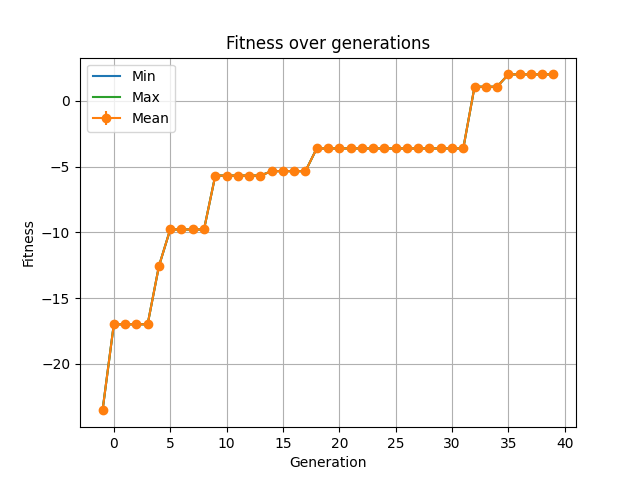 Fitness over generations
Min
Max
Mean
0
−5
−10
−15
−20
Fitness
0 5 10 15 20 25 30 35 40
Generation